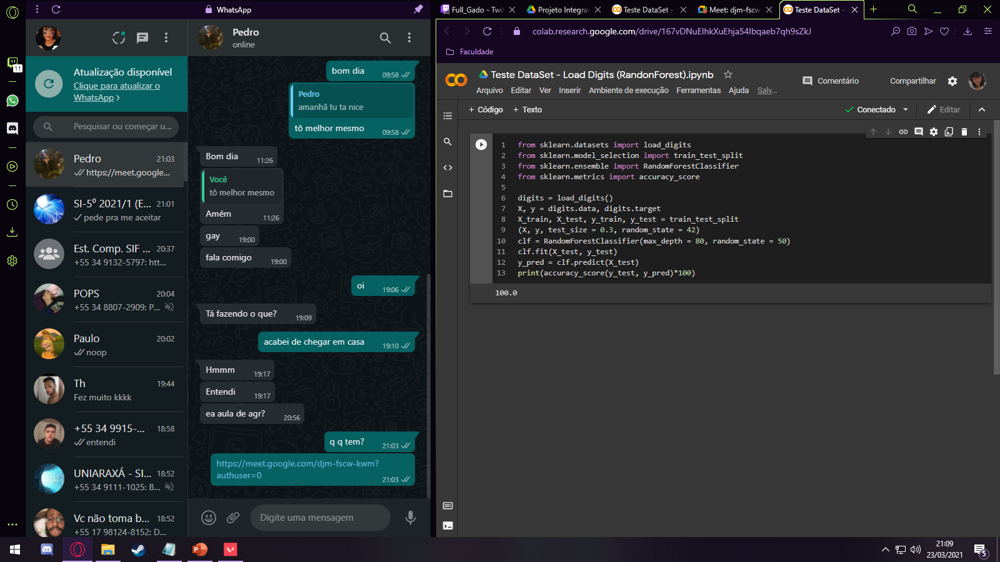 WhatsApp
Full_Gado - Twit
Projeto Integra
Teste DataSet -
Meet: djm-fscw
Teste DataSet -
11
Pedro
online
colab.research.google.com/drive/167vDNuEIhkXuEhja54Ibqaeb7qh9sZkJ
Faculdade
Atualização disponível
Clique para atualizar o
WhatsApp >
Pesquisar ou começar u...
Pedro 21:03
https://meet.google...
SI-5º 2021/1 (E... 21:01
pede pra me aceitar
Est. Comp. SIF ... 20:37
+55 34 9132-5797: htt...
POPS 20:04
+55 34 8807-2909: P...
Paulo 20:02
noop
Th 19:44
Fez muito kkkk
+55 34 9915-... 18:58
entendi
UNIARAXÁ - SI... 18:52
+55 34 9111-1025: B...
Vc não toma b... 18:52
+55 17 98124-8152: D...
bom dia 09:58
Pedro
amanhã tu ta nice
tô melhor mesmo 09:58
Bom dia 11:26
Você
tô melhor mesmo
Amém 11:26
gay 19:00
fala comigo 19:00
oi 19:06
Tá fazendo o que? 19:09
acabei de chegar em casa 19:10
Hmmm 19:17
Entendi 19:17
ea aula de agr? 20:56
q q tem? 21:03
https://meet.google.com/djm-fscw-kwm?
authuser=0 21:03
Digite uma mensagem
Teste DataSet - Load Digits (RandonForest).ipynb
Comentário
Compartilhar
Arquivo Editar Ver Inserir Ambiente de execução Ferramentas Ajuda Salv...
+ Código + Texto
Conectado
Editar
1 from sklearn.datasets import load_digits
2 from sklearn.model_selection import train_test_split
3 from sklearn.ensemble import RandomForestClassifier
4 from sklearn.metrics import accuracy_score
5
6 digits = load_digits()
7 X, y = digits.data, digits.target
8 X_train, X_test, y_train, y_test = train_test_split
9 (X, y, test_size = 0.3, random_state = 42)
10 clf = RandomForestClassifier(max_depth = 80, random_state = 50)
11 clf.fit(X_test, y_test)
12 y_pred = clf.predict(X_test)
13 print(accuracy_score(y_test, y_pred)*100)
100.0
21:09
23/03/2021
5